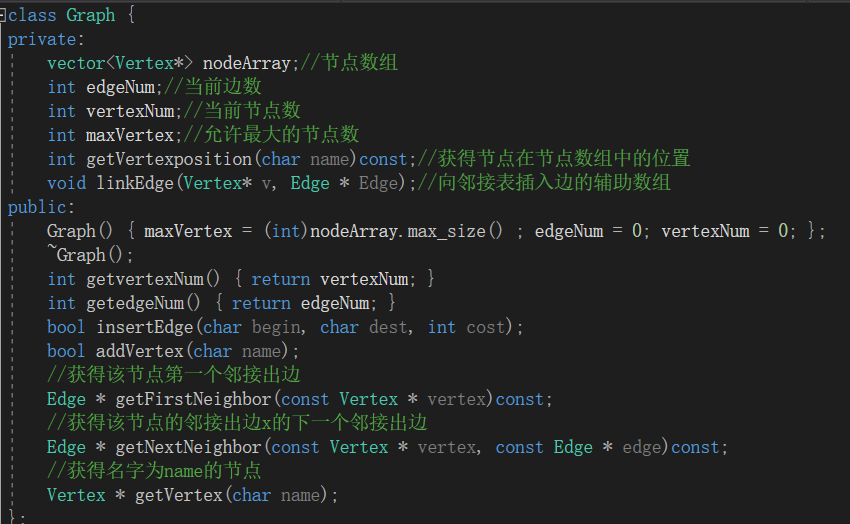 class Graph {
private:
vector<Vertex*> nodeArray;//节点数组
int edgeNum;//当前边数
int vertexNum;//当前节点数
int maxVertex;//允许最大的节点数
int getVertexposition(char name)const;//获得节点在节点数组中的位置
void linkEdge(Vertex* v, Edge * Edge);//向邻接表插入边的辅助数组
public:
Graph() { maxVertex = (int)nodeArray.max_size() ; edgeNum = 0; vertexNum = 0; };
~Graph();
int getvertexNum() { return vertexNum; }
int getedgeNum() { return edgeNum; }
bool insertEdge(char begin, char dest, int cost);
bool addVertex(char name);
//获得该节点第一个邻接出边
Edge * getFirstNeighbor(const Vertex * vertex)const;
//获得该节点的邻接出边x的下一个邻接出边
Edge * getNextNeighbor(const Vertex * vertex, const Edge * edge)const;
//获得名字为name的节点
Vertex * getVertex(char name);
};